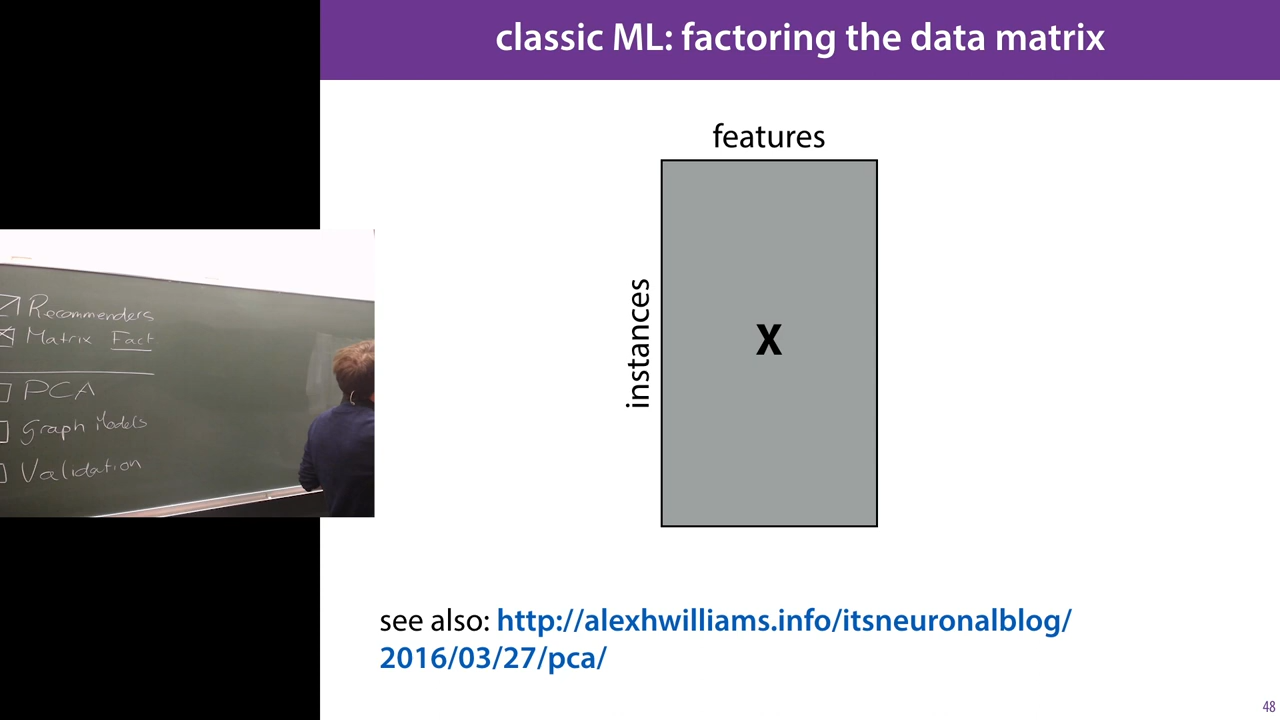 classic ML: factoring the data matrix
features
instances
X
see also: http://alexhwilliams.info/itsneuronalblog/
2016/03/27/pca/
48
Recommenders
Matrix Fact
PCA
Graph Models
Validation